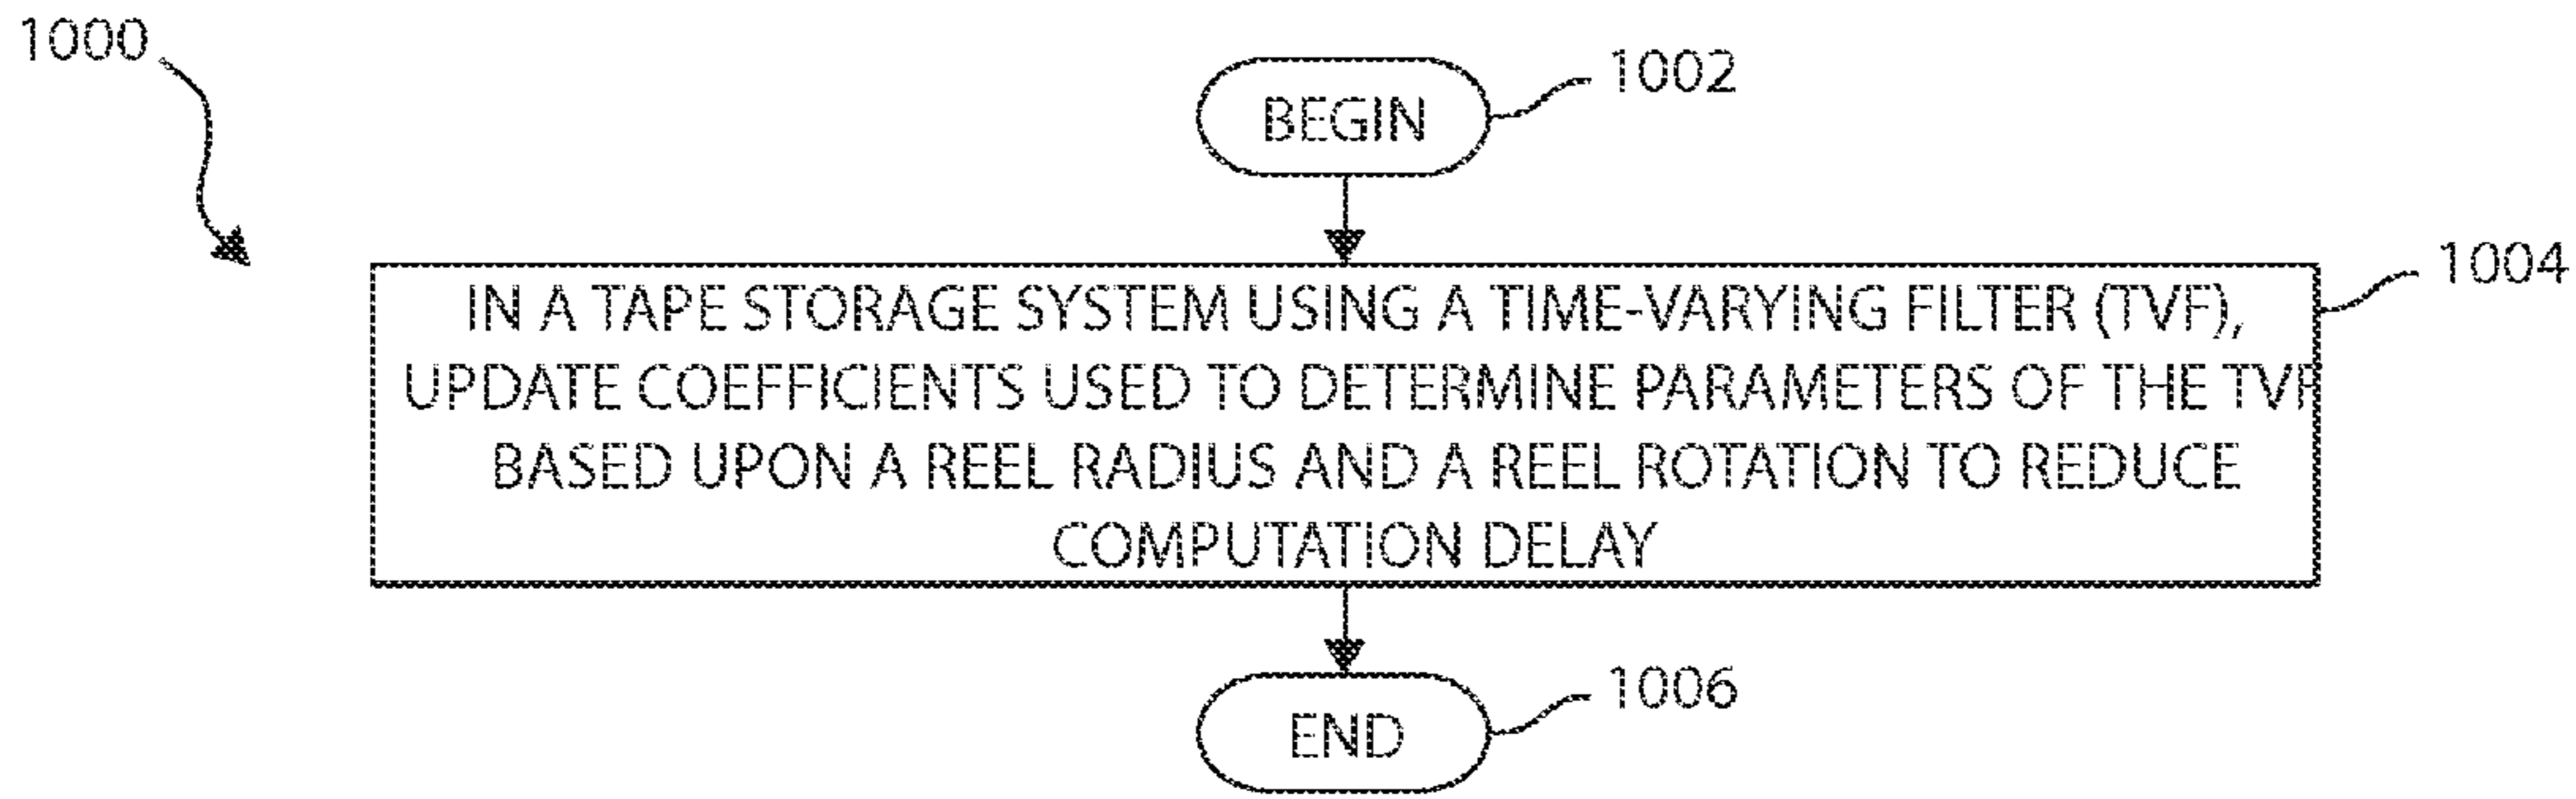 1000
1002
BEGIN
1004
IN A TAPE STORAGE SYSTEM USING A TIME-VARYING FILTER (TVF),
UPDATE COEFFICIENTS USED TO DETERMINE PARAMETERS OF THE TVF
BASED UPON A REEL RADIUS AND A REEL ROTATION TO REDUCE
COMPUTATION DELAY
1006
END